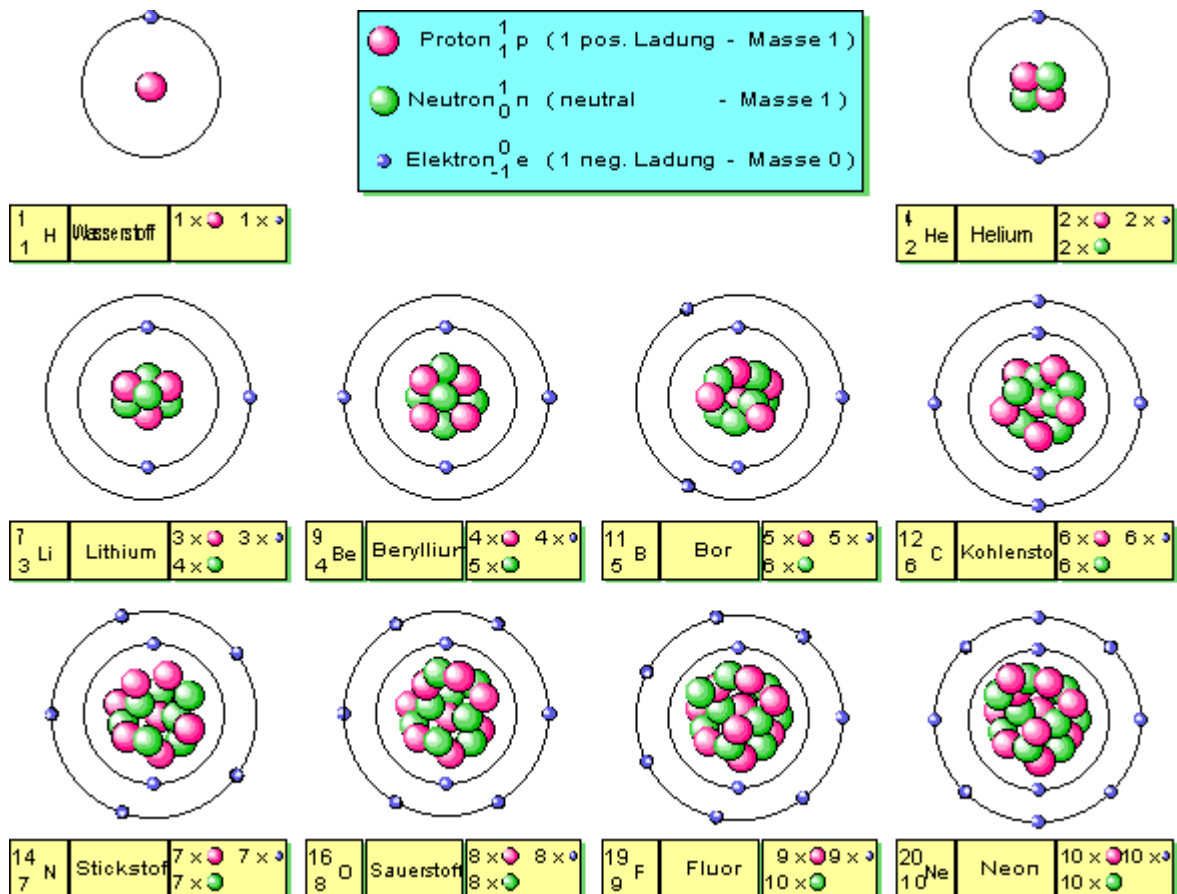 Proton 1 1 p ( 1 pos. Ladung - Masse 1 )
Neutron 1 0 n ( neutral - Masse 1 )
Elektron 0 -1 e ( 1 neg. Ladung - Masse 0 )
1 1 H Wasserstoff 1 x 1 x
4 2 He Helium 2 x 2 x
2 x
7 3 Li Lithium 3 x 3 x
4 x
9 4 Be Berylliur 4 x 4 x
5 x
11 5 B Bor 5 x 5 x
6 x
12 6 C Kohlensto 6 x 6 x
6 x
14 7 N Stickstof 7 x 7 x
7 x
16 8 O Sauerstoff 8 x 8 x
8 x
19 9 F Fluor 9 x 9 x
10 x
20 10 Ne Neon 10 x 10 x
10 x